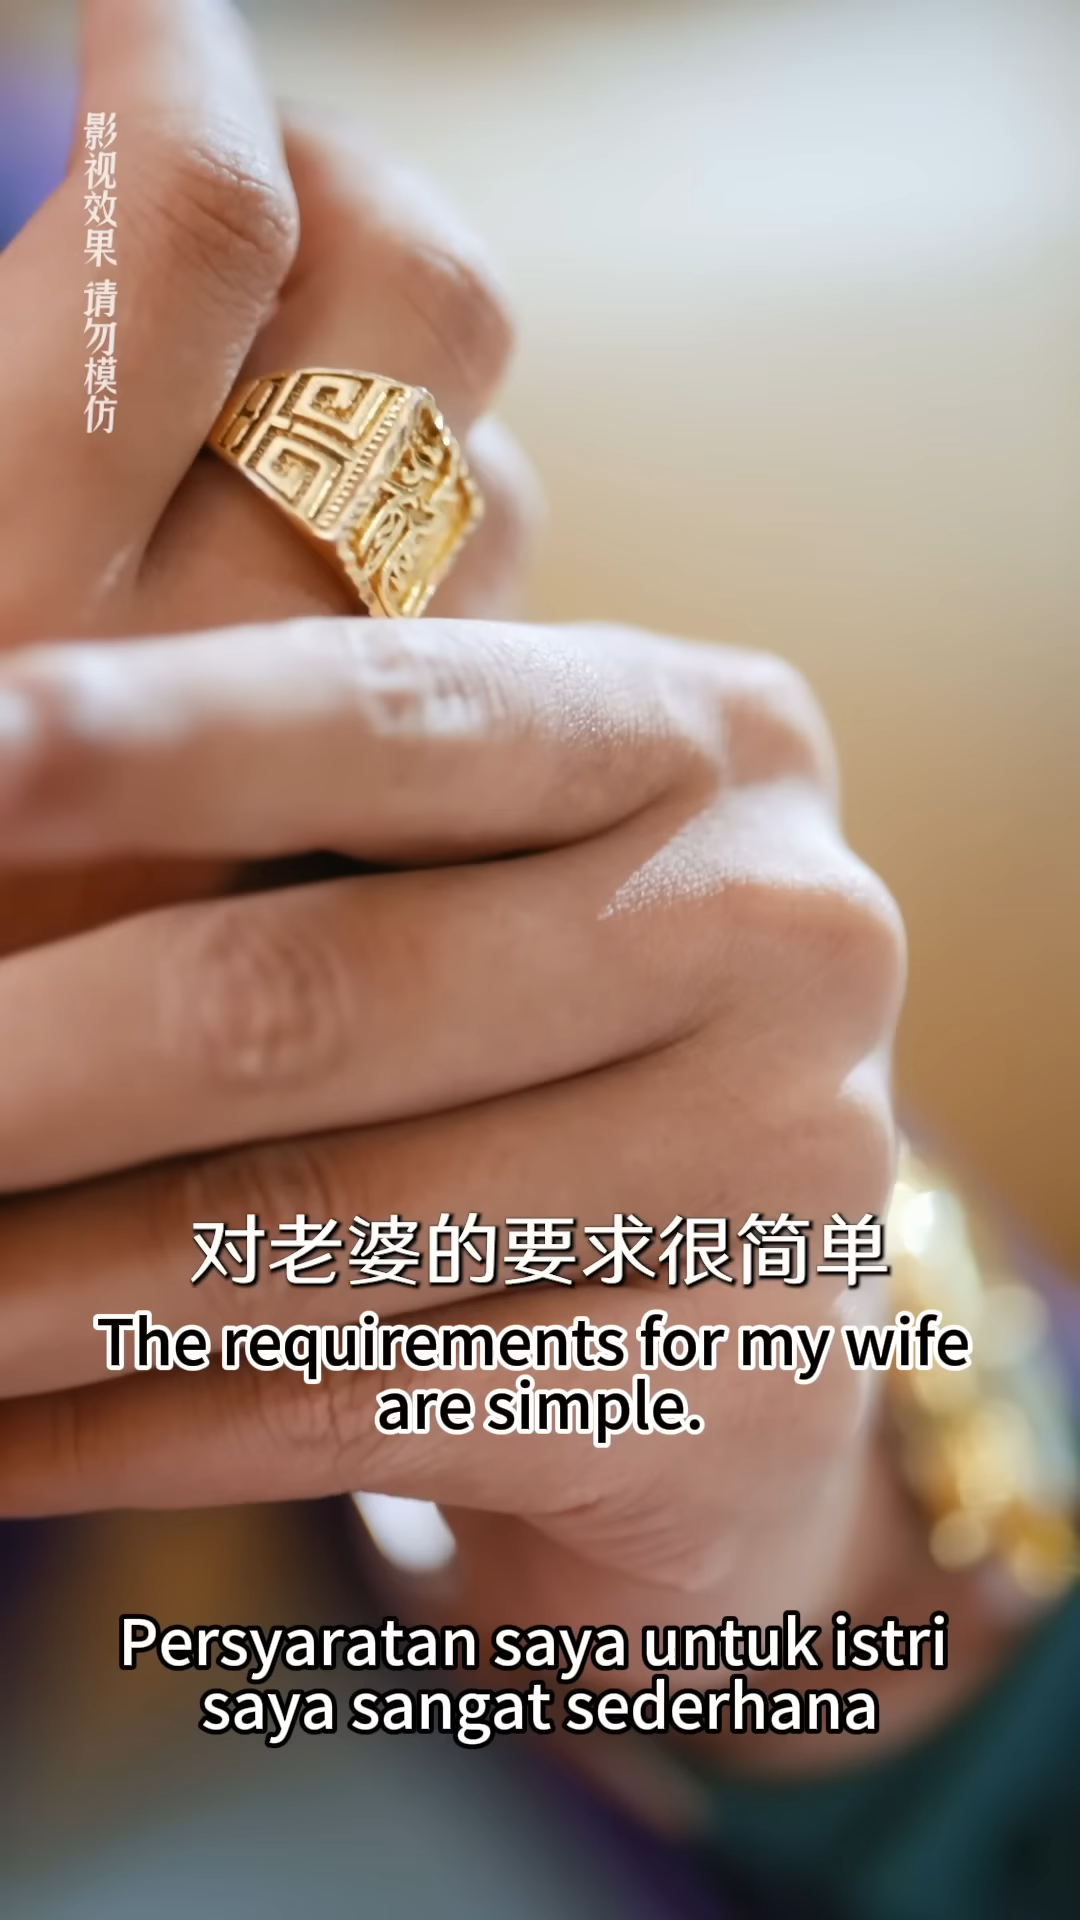 影视效果 请勿模仿
对老婆的要求很简单
The requirements for my wife
are simple.
Persyaratan saya untuk istri
saya sangat sederhana